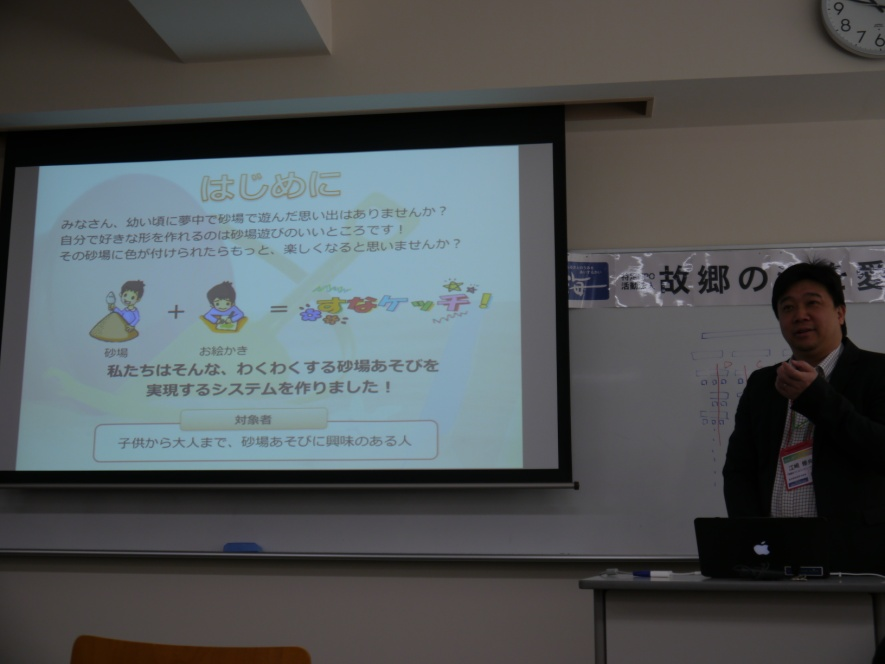 はじめに
みなさん、幼い頃に夢中で砂場で遊んだ思い出はありませんか？
自分で好きな形を作れるのは砂場遊びのいいところです！
その砂場に色が付けられたらもっと、楽しくなると思いませんか？
+ = すなケッチ！
砂場 お絵かき
私たちはそんな、わくわくする砂場あそびを
実現するシステムを作りました！
対象者
子供から大人まで、砂場あそびに興味のある人
故郷の
愛
9
8
7
6